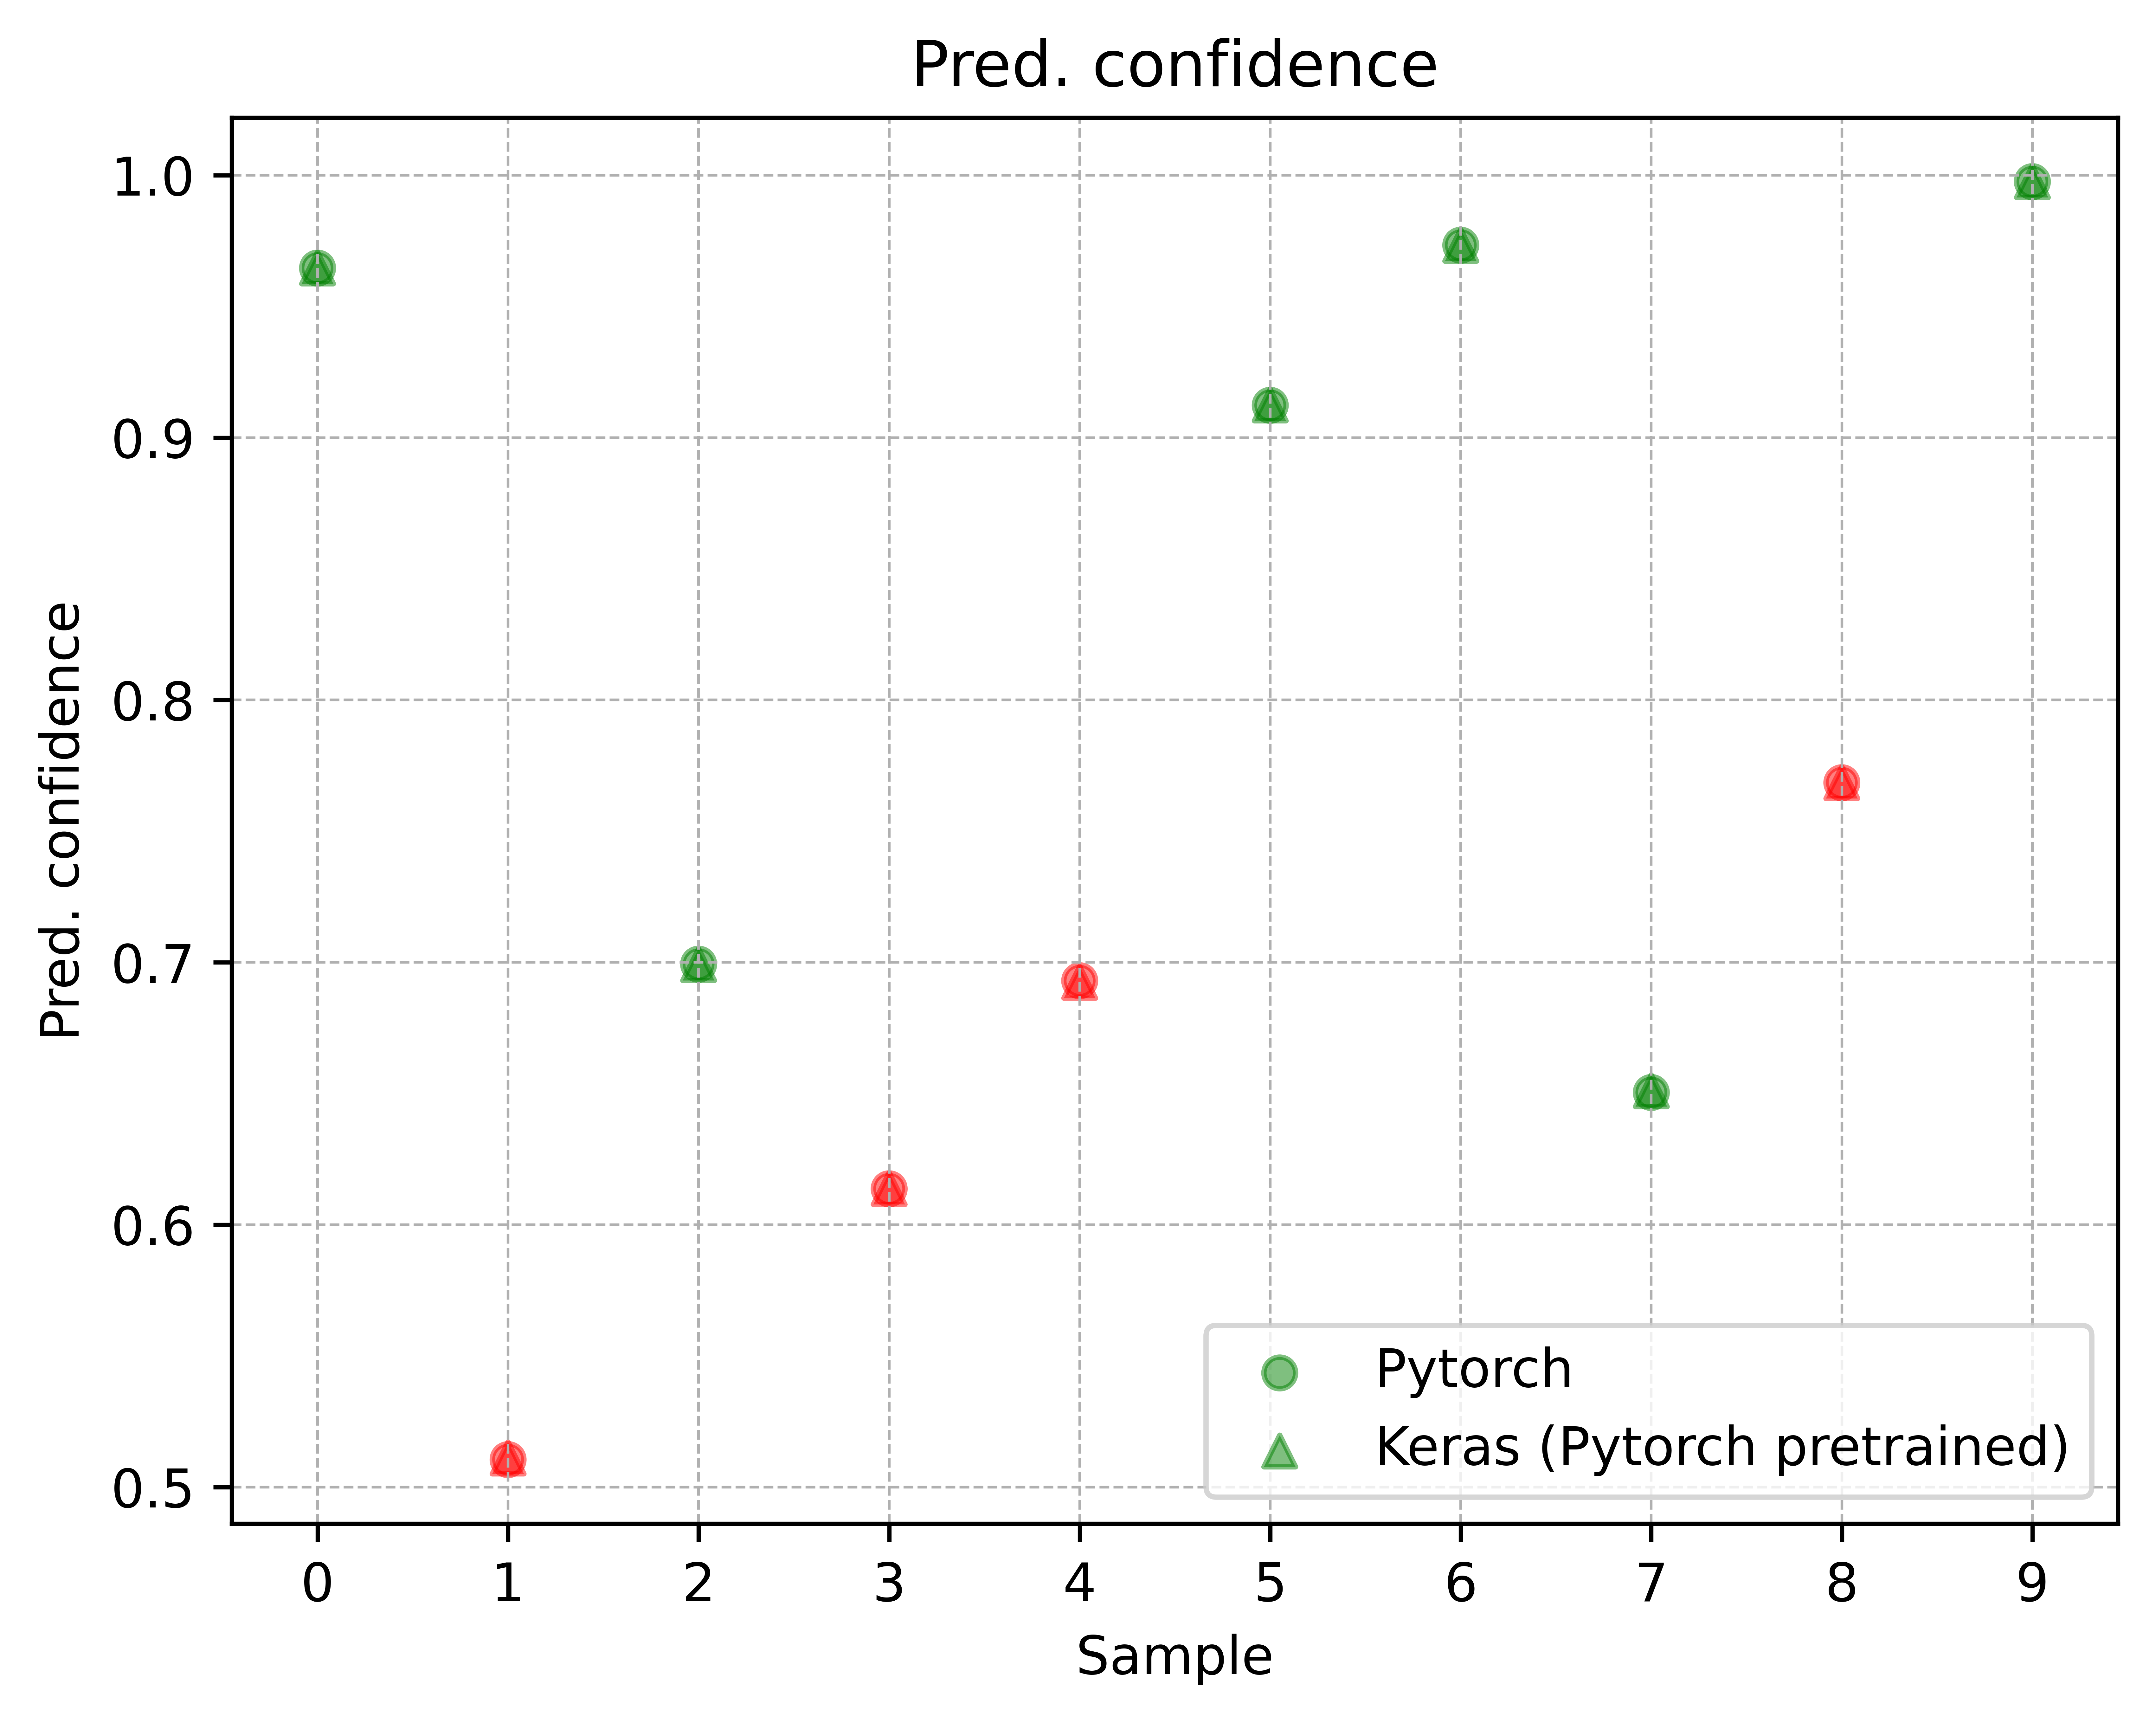 Pred. confidence
Pred. confidence
1.0
0.9
0.8
0.7
0.6
0.5
Pytorch
Keras (Pytorch pretrained)
0 1 2 3 4 5 6 7 8 9
Sample